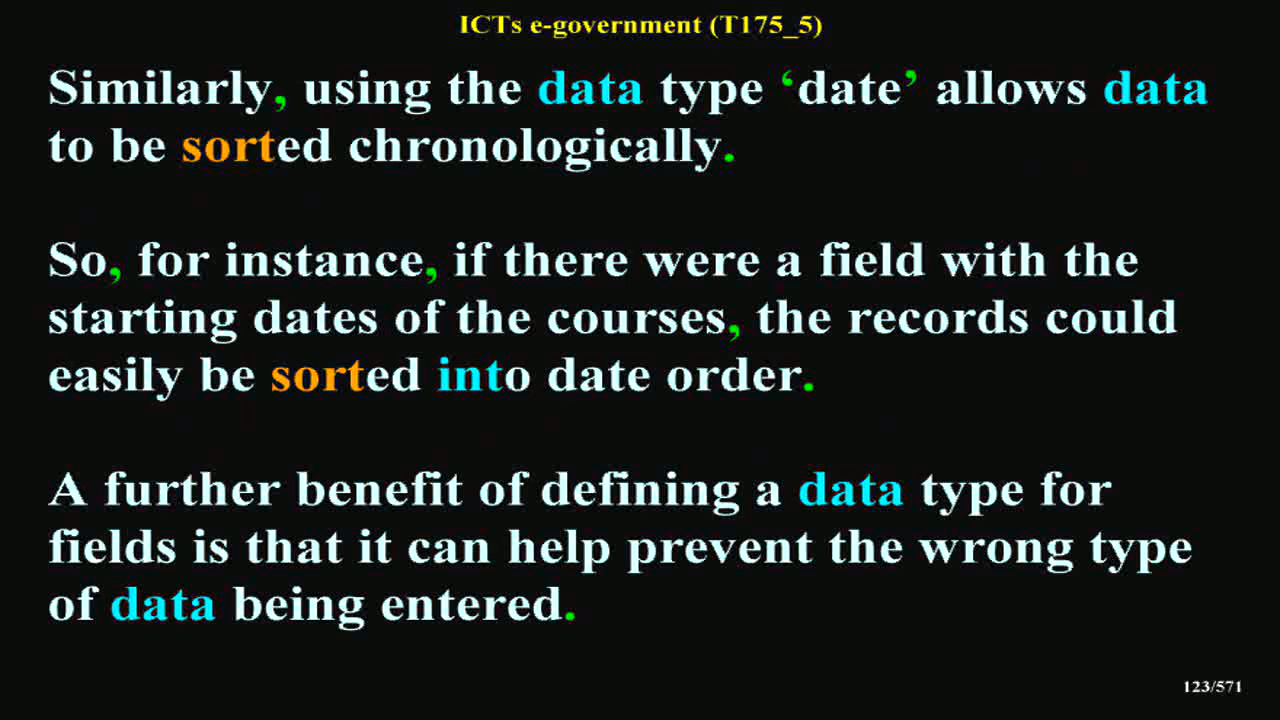 ICTs e-government (T175_5)
Similarly, using the data type ‘date’ allows data
to be sorted chronologically.
So, for instance, if there were a field with the
starting dates of the courses, the records could
easily be sorted into date order.
A further benefit of defining a data type for
fields is that it can help prevent the wrong type
of data being entered.
123/571